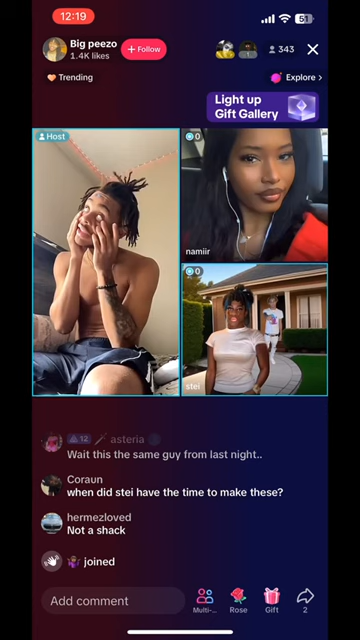 12:19
51
Big peezo
1.4K likes
+ Follow
343
Trending
Explore >
Light up
Gift Gallery
Host
0
namiir
0
stei
12 asteria
Wait this the same guy from last night..
Coraun
when did stei have the time to make these?
hermezloved
Not a shack
joined
Add comment
Multi-...
Rose
Gift
2